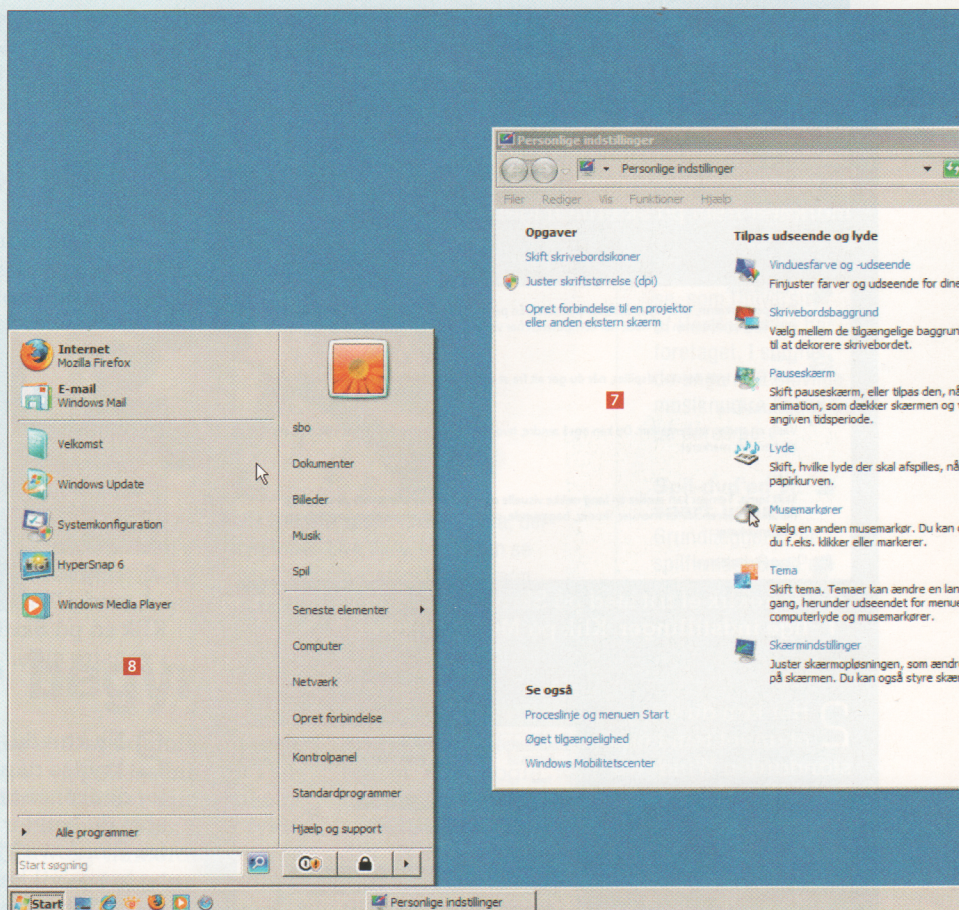 Personlige indstillinger
Personlige indstillinger
Filer Rediger Vis Funktioner Hjælp
Opgaver
Skift skrivebordsikoner
Juster skriftstørrelse (dpi)
Opret forbindelse til en projektor
eller anden ekstern skærm
7
Se også
Proceslinje og menuen Start
Øget tilgængelighed
Windows Mobilitetscenter
Tilpas udseende og lyde
Vinduesfarve og -udseende
Finjuster farver og udseende for dine
Skrivebordsbaggrund
Vælg mellem de tilgængelige baggrun
til at dekorere skrivebordet.
Pauseskærm
Skift pauseskærm, eller tilpas den, nå
animation, som dækker skærmen og v
angiven tidsperiode.
Lyde
Skift, hvilke lyde der skal afspilles, nå
papirkurven.
Musemarkører
Vælg en anden musemarkør. Du kan
du f.eks. klikker eller markerer.
Tema
Skift tema. Temaer kan ændre en lan
gang, herunder udseendet for menue
computerlyde og musemarkører.
Skærmindstillinger
Juster skærmopløsningen, som ændre
på skærmen. Du kan også styre skær
Internet
Mozilla Firefox
E-mail
Windows Mail
Velkomst
Windows Update
Systemkonfiguration
HyperSnap 6
Windows Media Player
8
Alle programmer
Start søgning
sbo
Dokumenter
Billeder
Musik
Spil
Seneste elementer
Computer
Netværk
Opret forbindelse
Kontrolpanel
Standardprogrammer
Hjælp og support
Start
Personlige indstillinger